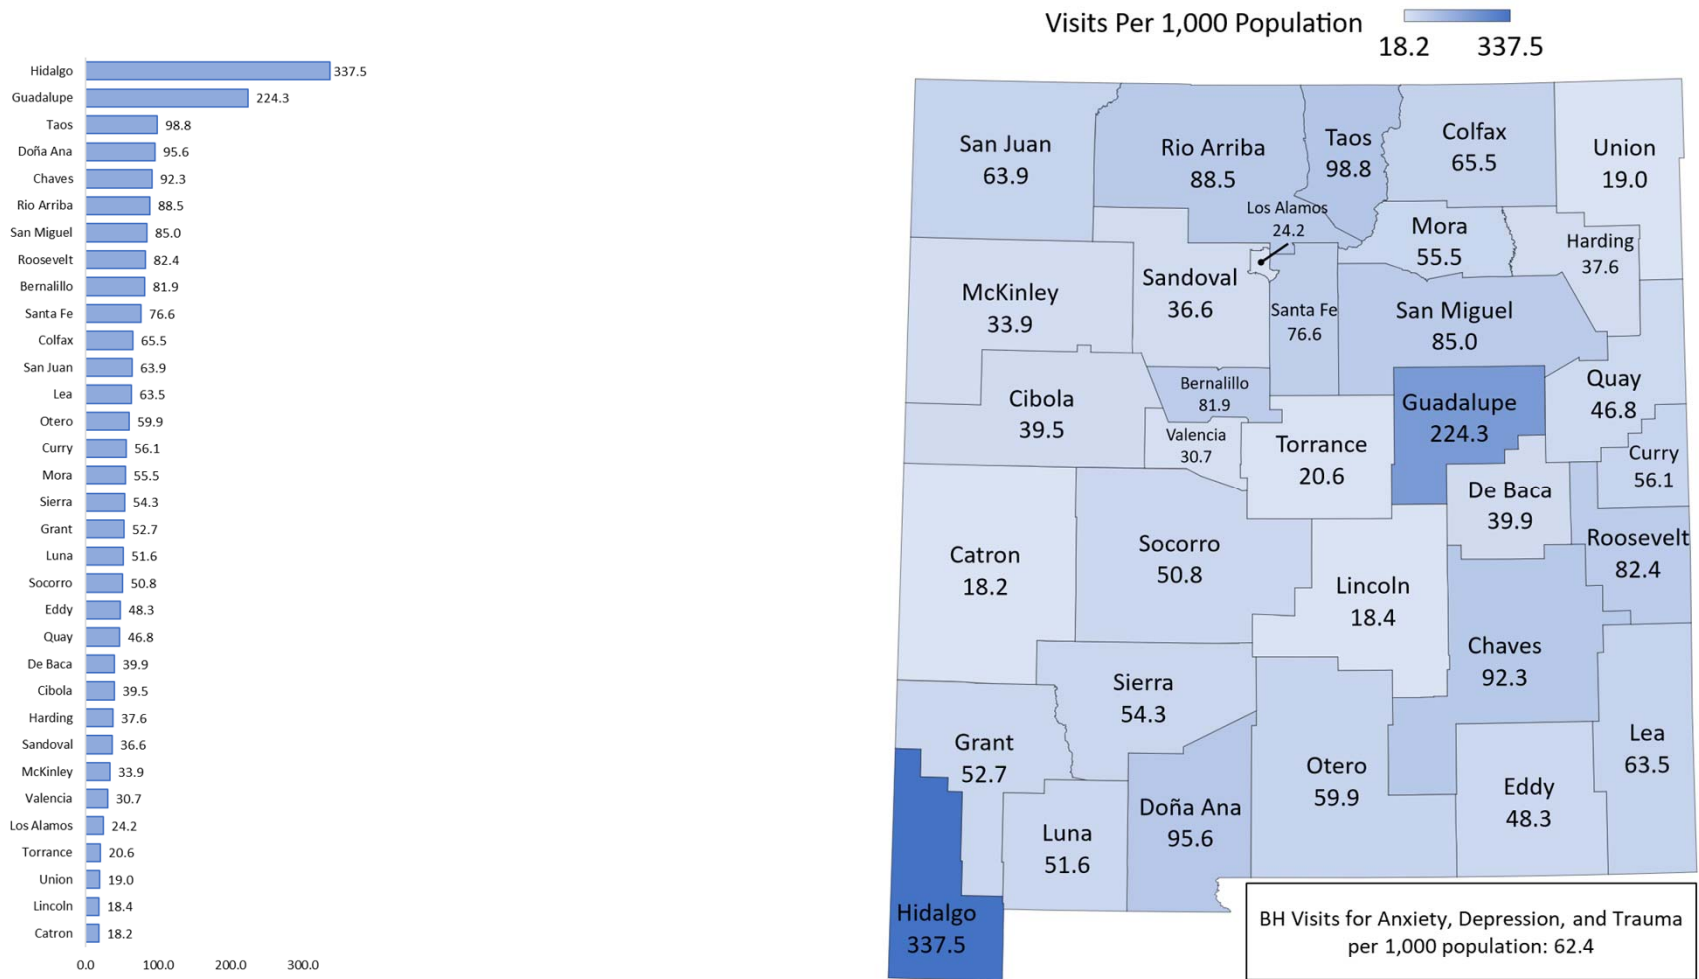 Hidalgo 337.5
Guadalupe 224.3
Taos 98.8
Doña Ana 95.6
Chaves 92.3
Rio Arriba 88.5
San Miguel 85.0
Roosevelt 82.4
Bernalillo 81.9
Santa Fe 76.6
Colfax 65.5
San Juan 63.9
Lea 63.5
Otero 59.9
Curry 56.1
Mora 55.5
Sierra 54.3
Grant 52.7
Luna 51.6
Socorro 50.8
Eddy 48.3
Quay 46.8
De Baca 39.9
Cibola 39.5
Harding 37.6
Sandoval 36.6
McKinley 33.9
Valencia 30.7
Los Alamos 24.2
Torrance 20.6
Union 19.0
Lincoln 18.4
Catron 18.2
0.0 100.0 200.0 300.0
Visits Per 1,000 Population
18.2 337.5
San Juan
63.9
Rio Arriba
88.5
Taos
98.8
Colfax
65.5
Union
19.0
Los Alamos
24.2
Mora
55.5
Harding
37.6
McKinley
33.9
Sandoval
36.6
Santa Fe
76.6
San Miguel
85.0
Quay
46.8
Cibola
39.5
Bernalillo
81.9
Guadalupe
224.3
Valencia
30.7
Torrance
20.6
Curry
56.1
De Baca
39.9
Roosevelt
82.4
Catron
18.2
Socorro
50.8
Lincoln
18.4
Chaves
92.3
Sierra
54.3
Grant
52.7
Lea
63.5
Otero
59.9
Eddy
48.3
Doña Ana
95.6
Luna
51.6
Hidalgo
337.5
BH Visits for Anxiety, Depression, and Trauma
per 1,000 population: 62.4